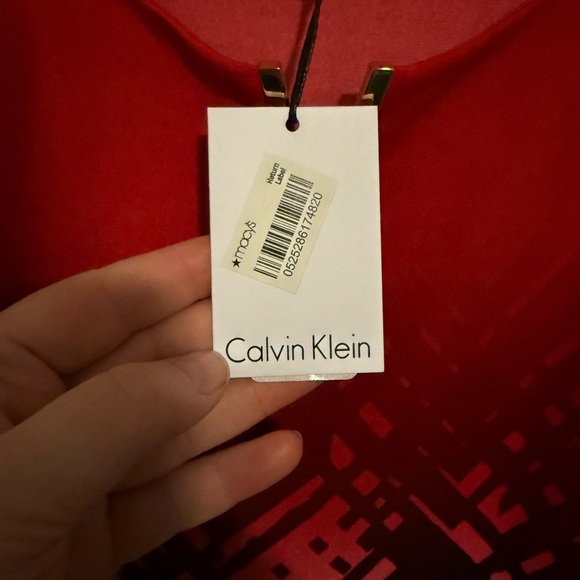 Return
Label
★macy's
0525286174820
Calvin Klein